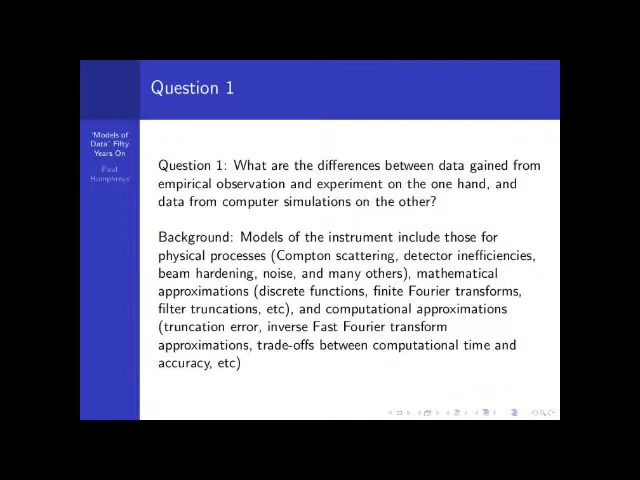 Question 1
'Models of
Data' Fifty
Years On
Paul
Humphreys
Question 1: What are the differences between data gained from
empirical observation and experiment on the one hand, and
data from computer simulations on the other?
Background: Models of the instrument include those for
physical processes (Compton scattering, detector inefficiencies,
beam hardening, noise, and many others), mathematical
approximations (discrete functions, finite Fourier transforms,
filter truncations, etc), and computational approximations
(truncation error, inverse Fast Fourier transform
approximations, trade-offs between computational time and
accuracy, etc)